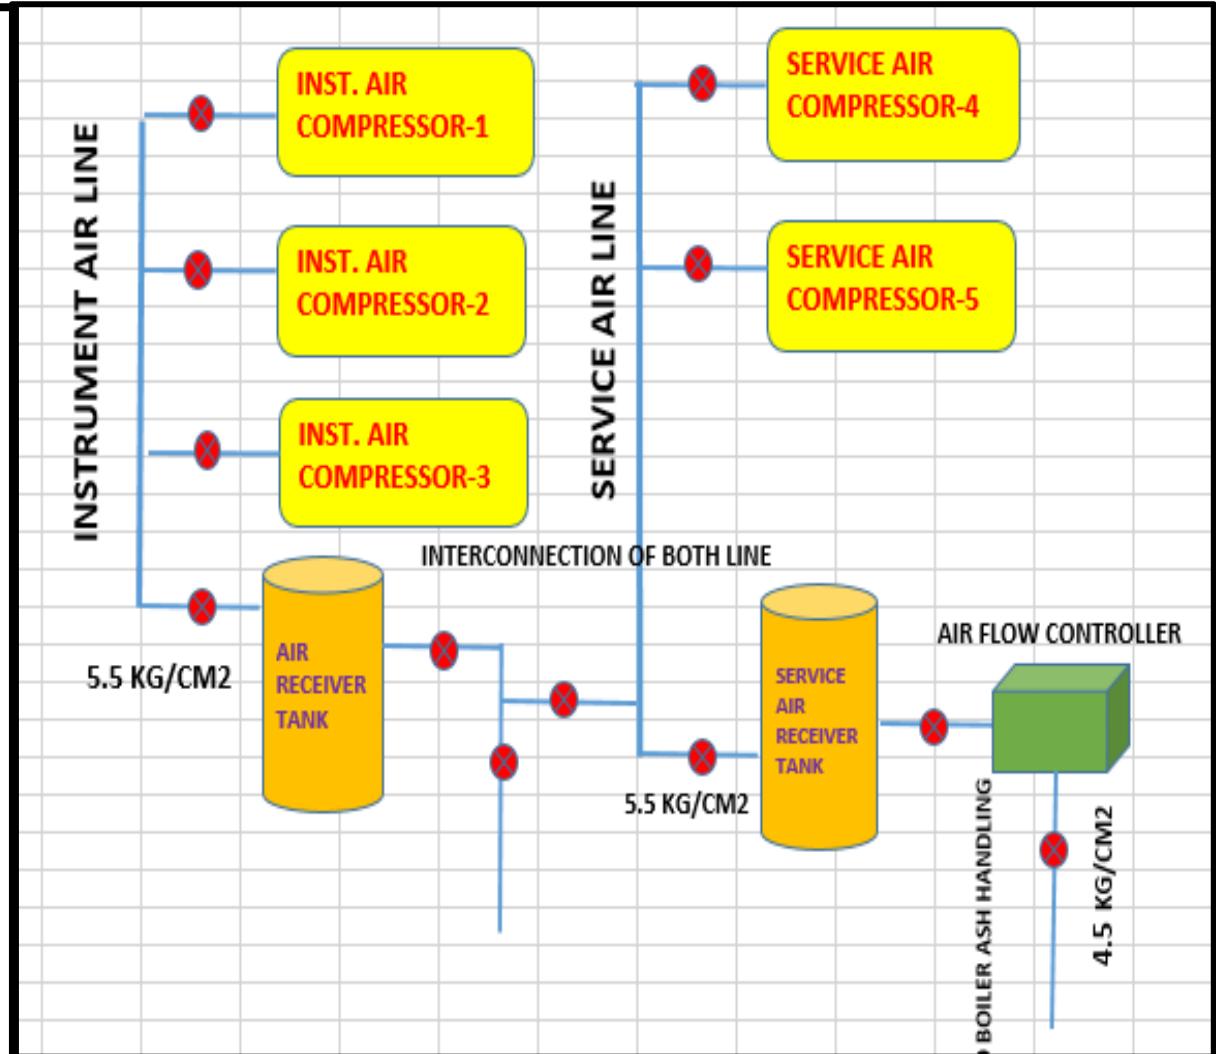 INSTRUMENT AIR LINE
INST. AIR
COMPRESSOR-1
INST. AIR
COMPRESSOR-2
INST. AIR
COMPRESSOR-3
SERVICE AIR LINE
SERVICE AIR
COMPRESSOR-4
SERVICE AIR
COMPRESSOR-5
INTERCONNECTION OF BOTH LINE
AIR
RECEIVER
TANK
5.5 KG/CM2
SERVICE
AIR
RECEIVER
TANK
5.5 KG/CM2
AIR FLOW CONTROLLER
BOILER ASH HANDLING
4.5 KG/CM2